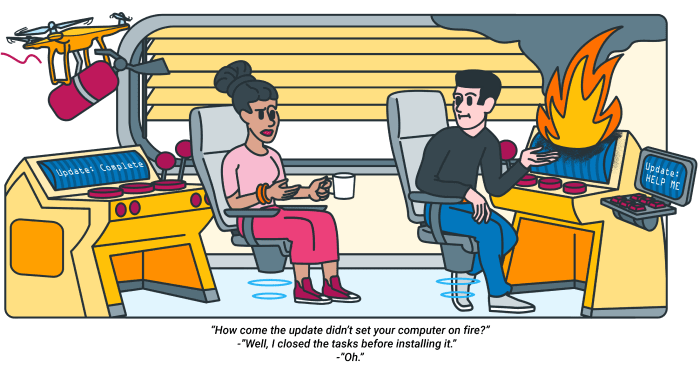 Update: Complete
Update:
HELP ME
“How come the update didn’t set your computer on fire?”
-“Well, I closed the tasks before installing it.”
-“Oh.”